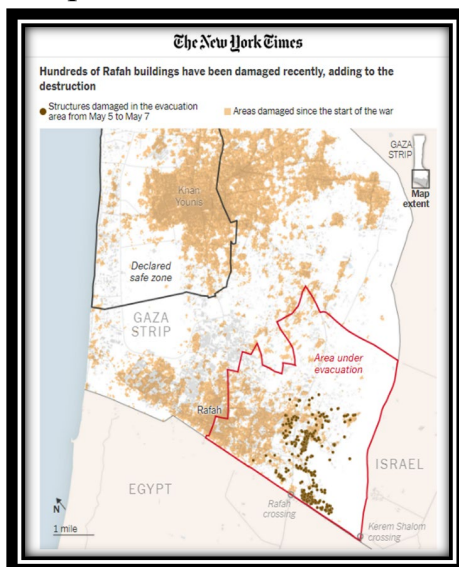 The New York Times
Hundreds of Rafah buildings have been damaged recently, adding to the
destruction
Structures damaged in the evacuation
area from May 5 to May 7
Areas damaged since the start of the war
GAZA
STRIP
Map
extent
Khan
Younis
Declared
safe zone
GAZA
STRIP
Area under
evacuation
Rafah
ISRAEL
EGYPT
Rafah
crossing
Kerem Shalom
crossing
N
1 mile